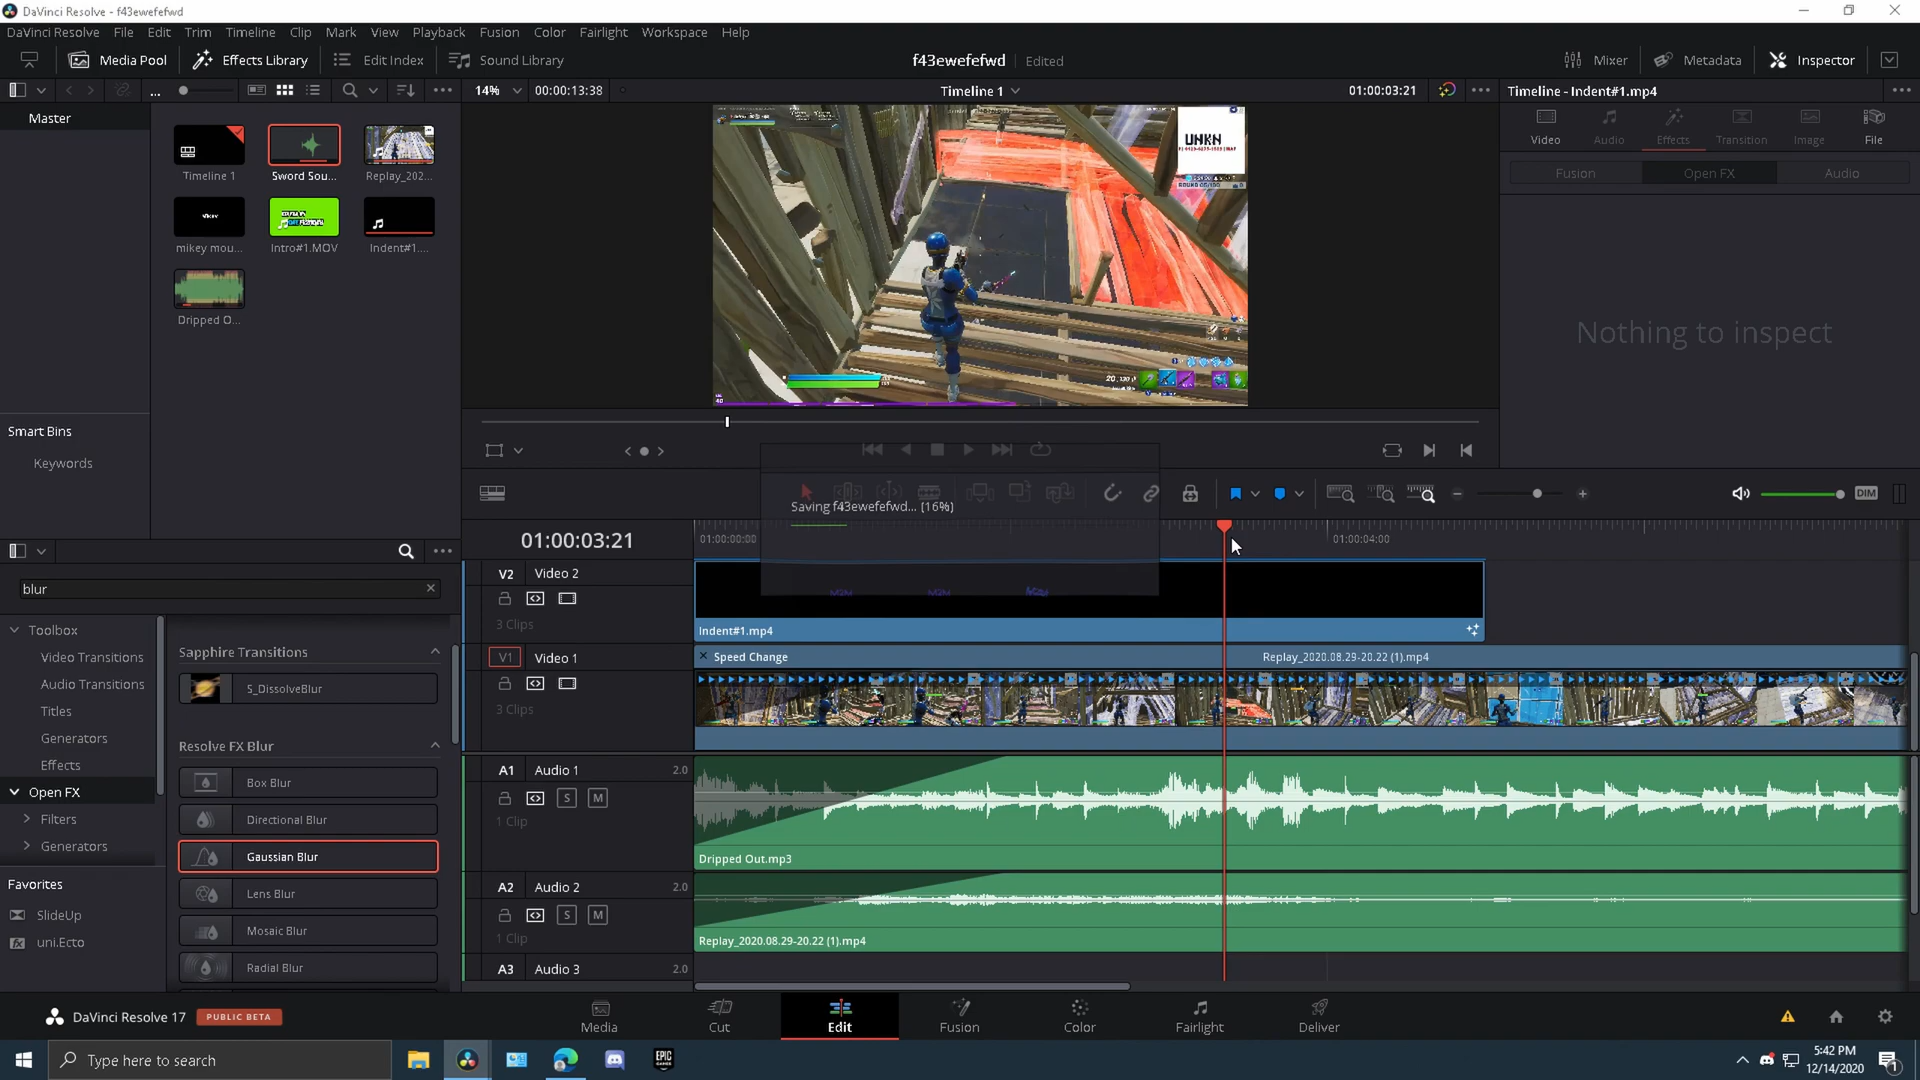 DaVinci Resolve - f43ewefefwd
DaVinci Resolve File Edit Trim Timeline Clip Mark View Playback Fusion Color Fairlight Workspace Help
Media Pool Effects Library Edit Index Sound Library f43ewefefwd Edited Mixer Metadata Inspector
... 14% 00:00:13:38 Timeline 1 01:00:03:21 Timeline - Indent#1.mp4
Master
Timeline 1 Sword Sou... Replay_202...
mikey mou... Intro#1.MOV Indent#1....
Dripped O...
Smart Bins
Keywords
UNKN
Video Audio Effects Transition Image File
Fusion Open FX Audio
Nothing to inspect
Saving f43ewefefwd... (16%)
DIM
01:00:03:21 01:00:00:00 01:00:04:00
blur
Toolbox
Video Transitions
Audio Transitions
Titles
Generators
Effects
Open FX
Filters
Generators
Favorites
SlideUp
uni.Ecto
Sapphire Transitions
S_DissolveBlur
Resolve FX Blur
Box Blur
Directional Blur
Gaussian Blur
Lens Blur
Mosaic Blur
Radial Blur
V2 Video 2
3 Clips
Indent#1.mp4
V1 Video 1
3 Clips
Speed Change Replay_2020.08.29-20.22 (1).mp4
A1 Audio 1 2.0
S M
1 Clip
Dripped Out.mp3
A2 Audio 2 2.0
S M
1 Clip
Replay_2020.08.29-20.22 (1).mp4
A3 Audio 3 2.0
DaVinci Resolve 17 PUBLIC BETA
Media Cut Edit Fusion Color Fairlight Deliver
Type here to search
EPIC GAMES
5:42 PM
12/14/2020
1